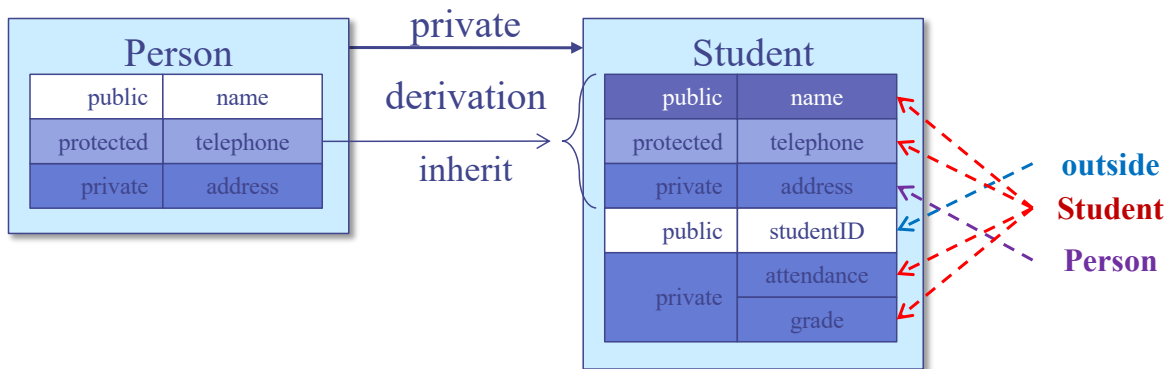 Person
public name
protected telephone
private address
private
derivation
inherit
Student
public name
protected telephone
private address
public studentID
private attendance
grade
outside
Student
Person